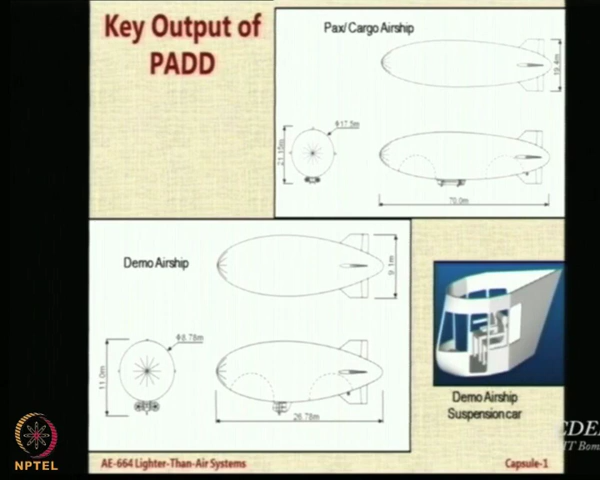 Key Output of
PADD
Pax/ Cargo Airship
19.4m
Φ17.5m
21.15m
70.0m
Demo Airship
9.1m
Φ8.78m
11.0m
26.78m
Demo Airship
Suspension car
NPTEL
AE-664 Lighter-Than-Air Systems
Capsule-1